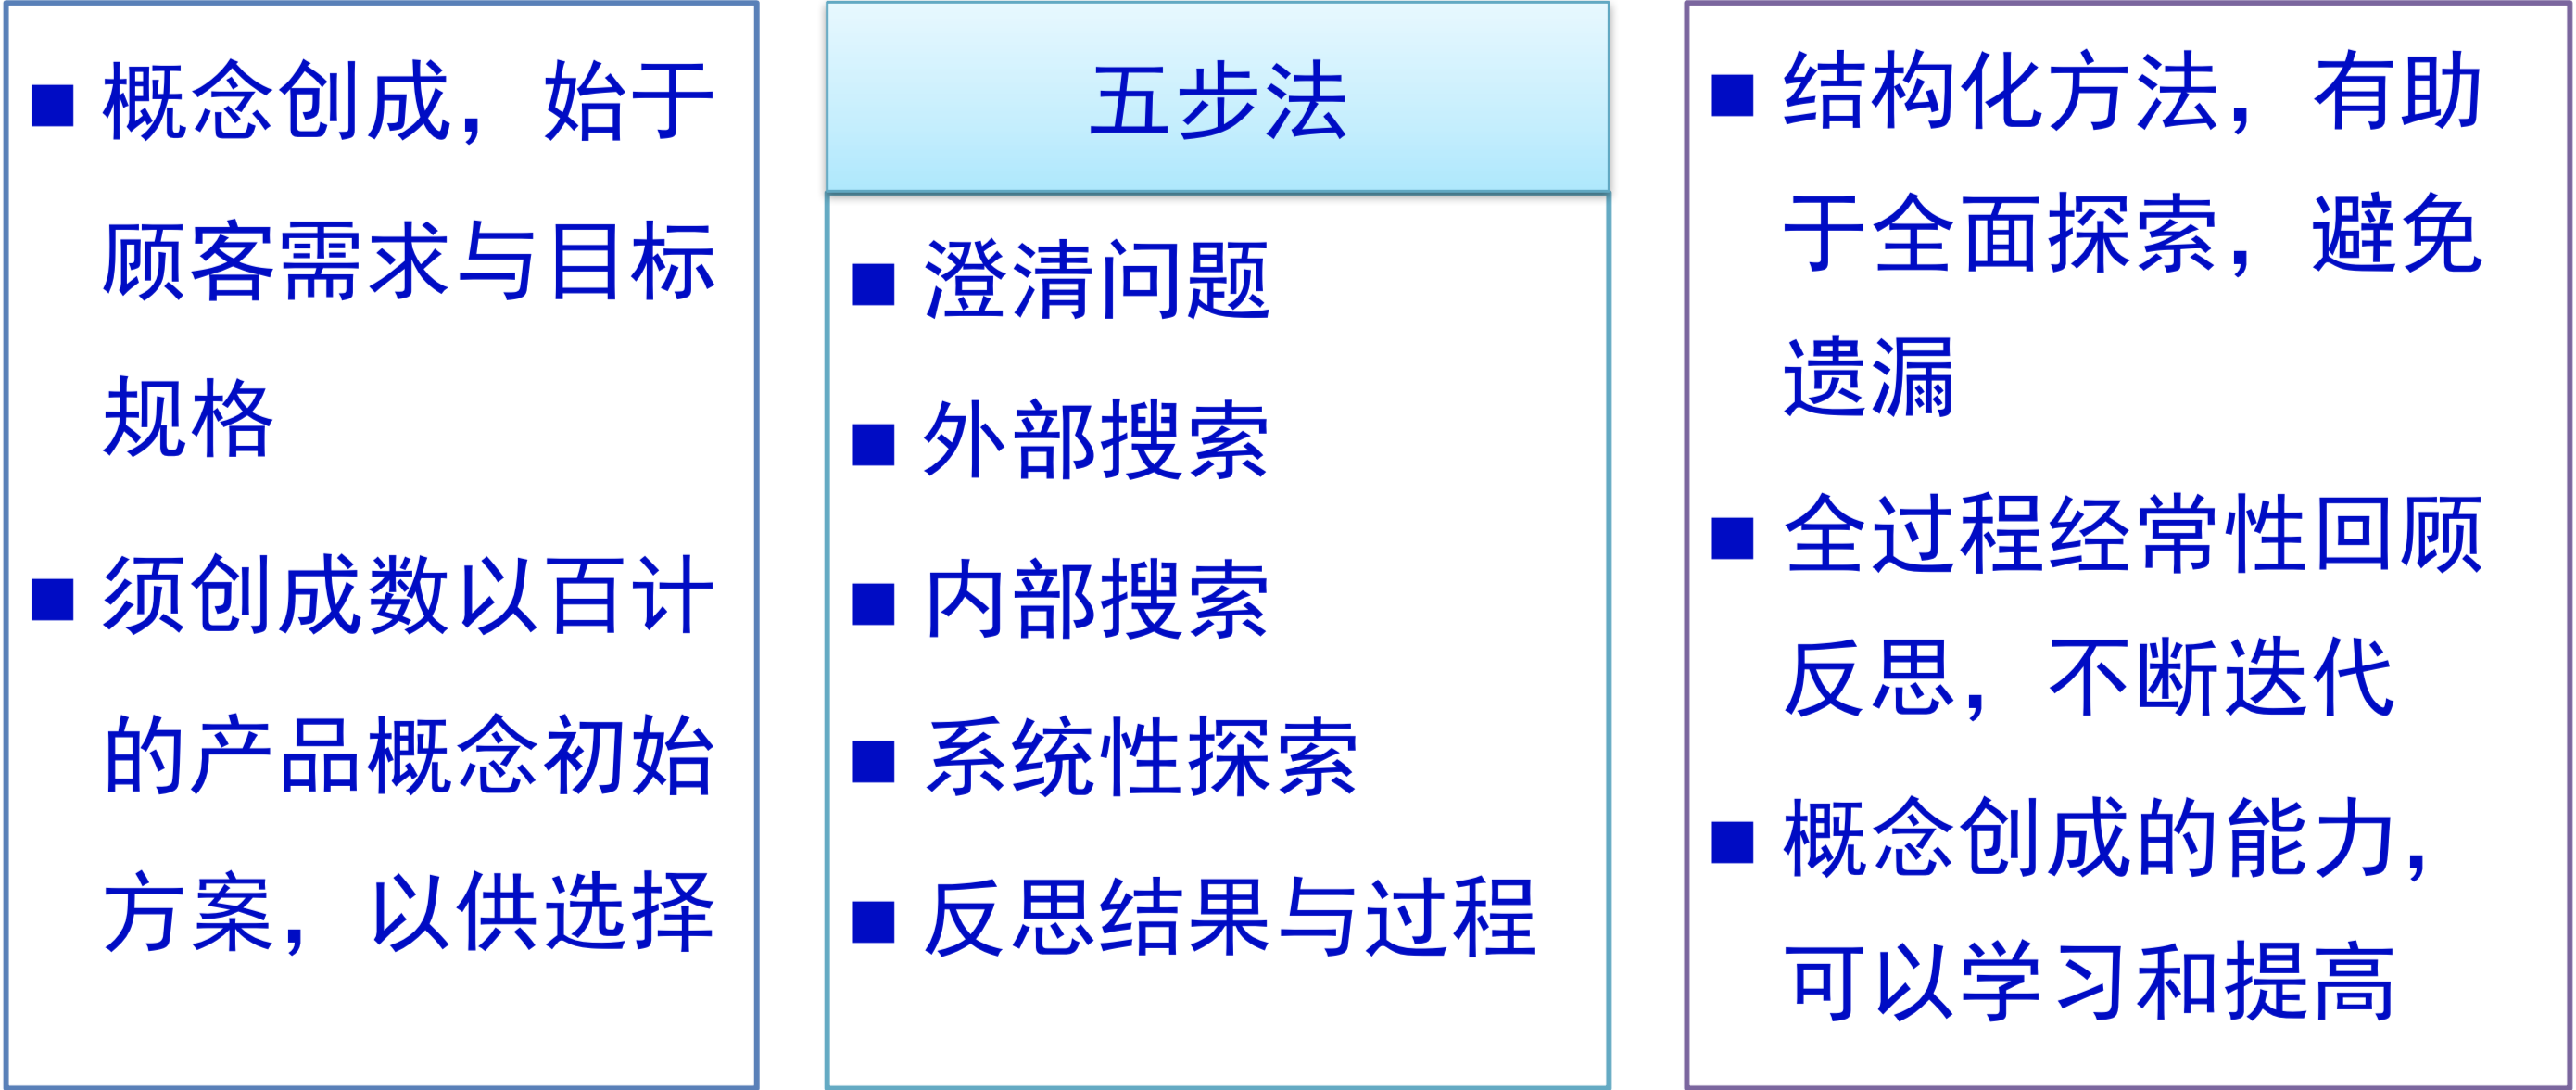 ■ 概念创成，始于
顾客需求与目标
规格
■ 须创成数以百计
的产品概念初始
方案，以供选择
五步法
■ 澄清问题
■ 外部搜索
■ 内部搜索
■ 系统性探索
■ 反思结果与过程
■ 结构化方法，有助
于全面探索，避免
遗漏
■ 全过程经常性回顾
反思，不断迭代
■ 概念创成的能力，
可以学习和提高